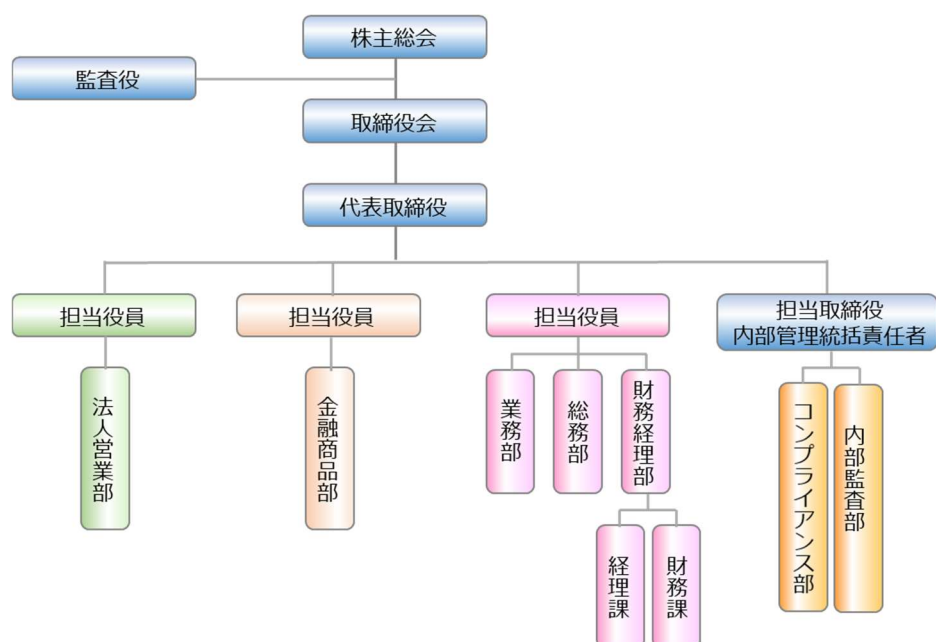 株主総会
監査役
取締役会
代表取締役
担当役員
担当役員
担当役員
担当取締役
内部管理統括責任者
法人営業部
金融商品部
業務部
総務部
財務経理部
コンプライアンス部
内部監査部
経理課
財務課